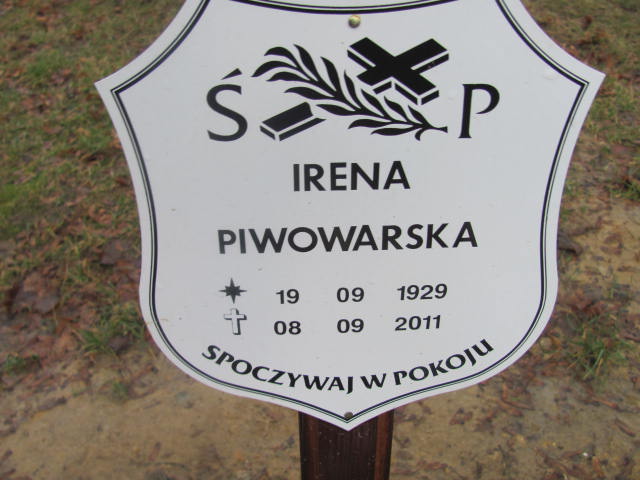 Ś P
IRENA
PIWOWARSKA
19 09 1929
08 09 2011
SPOCZYWAJ W POKOJU